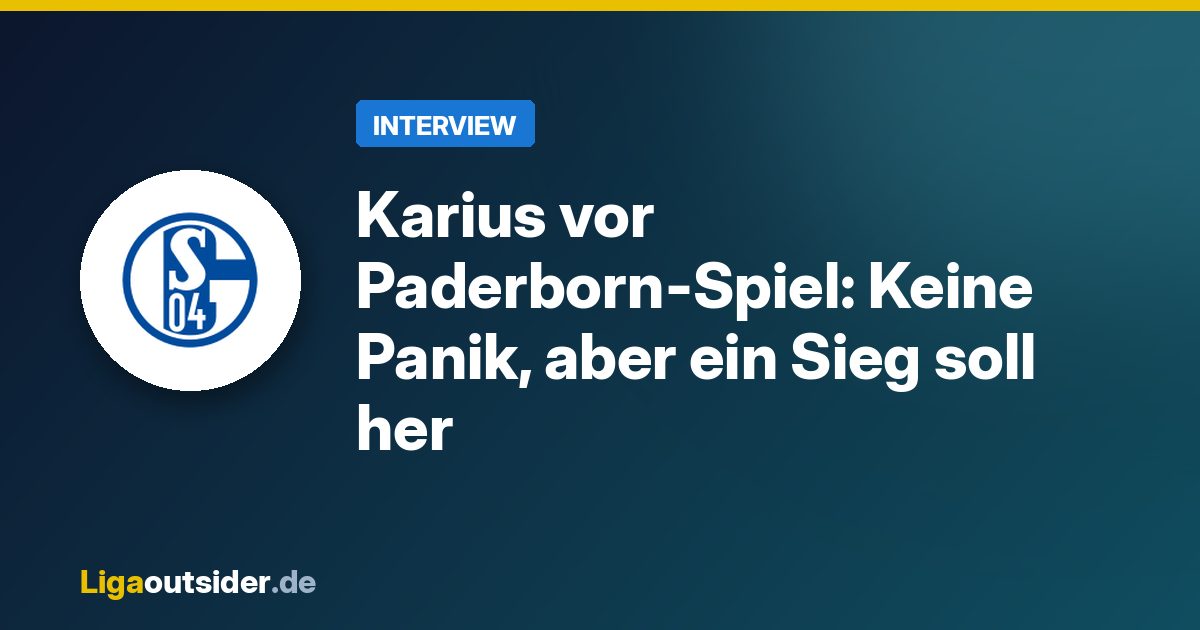 INTERVIEW
Karius vor
Paderborn-Spiel: Keine
Panik, aber ein Sieg soll
her
S
04
Ligaoutsider.de